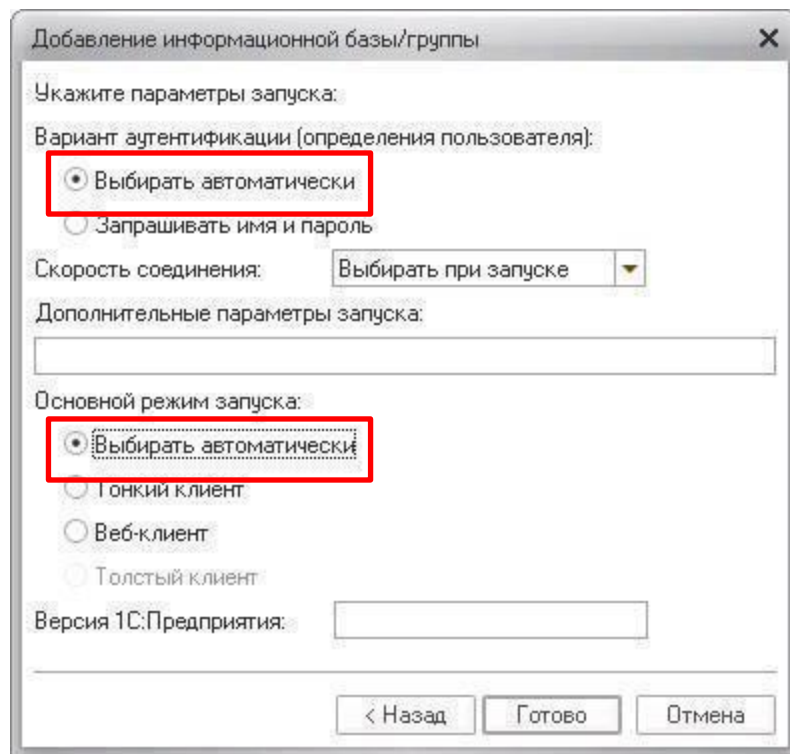 Добавление информационной базы/группы
Укажите параметры запуска:
Вариант аутентификации (определения пользователя):
Выбирать автоматически
Запрашивать имя и пароль
Скорость соединения: Выбирать при запуске
Дополнительные параметры запуска:
Основной режим запуска:
Выбирать автоматически
Тонкий клиент
Веб-клиент
Толстый клиент
Версия 1С:Предприятия:
< Назад Готово Отмена